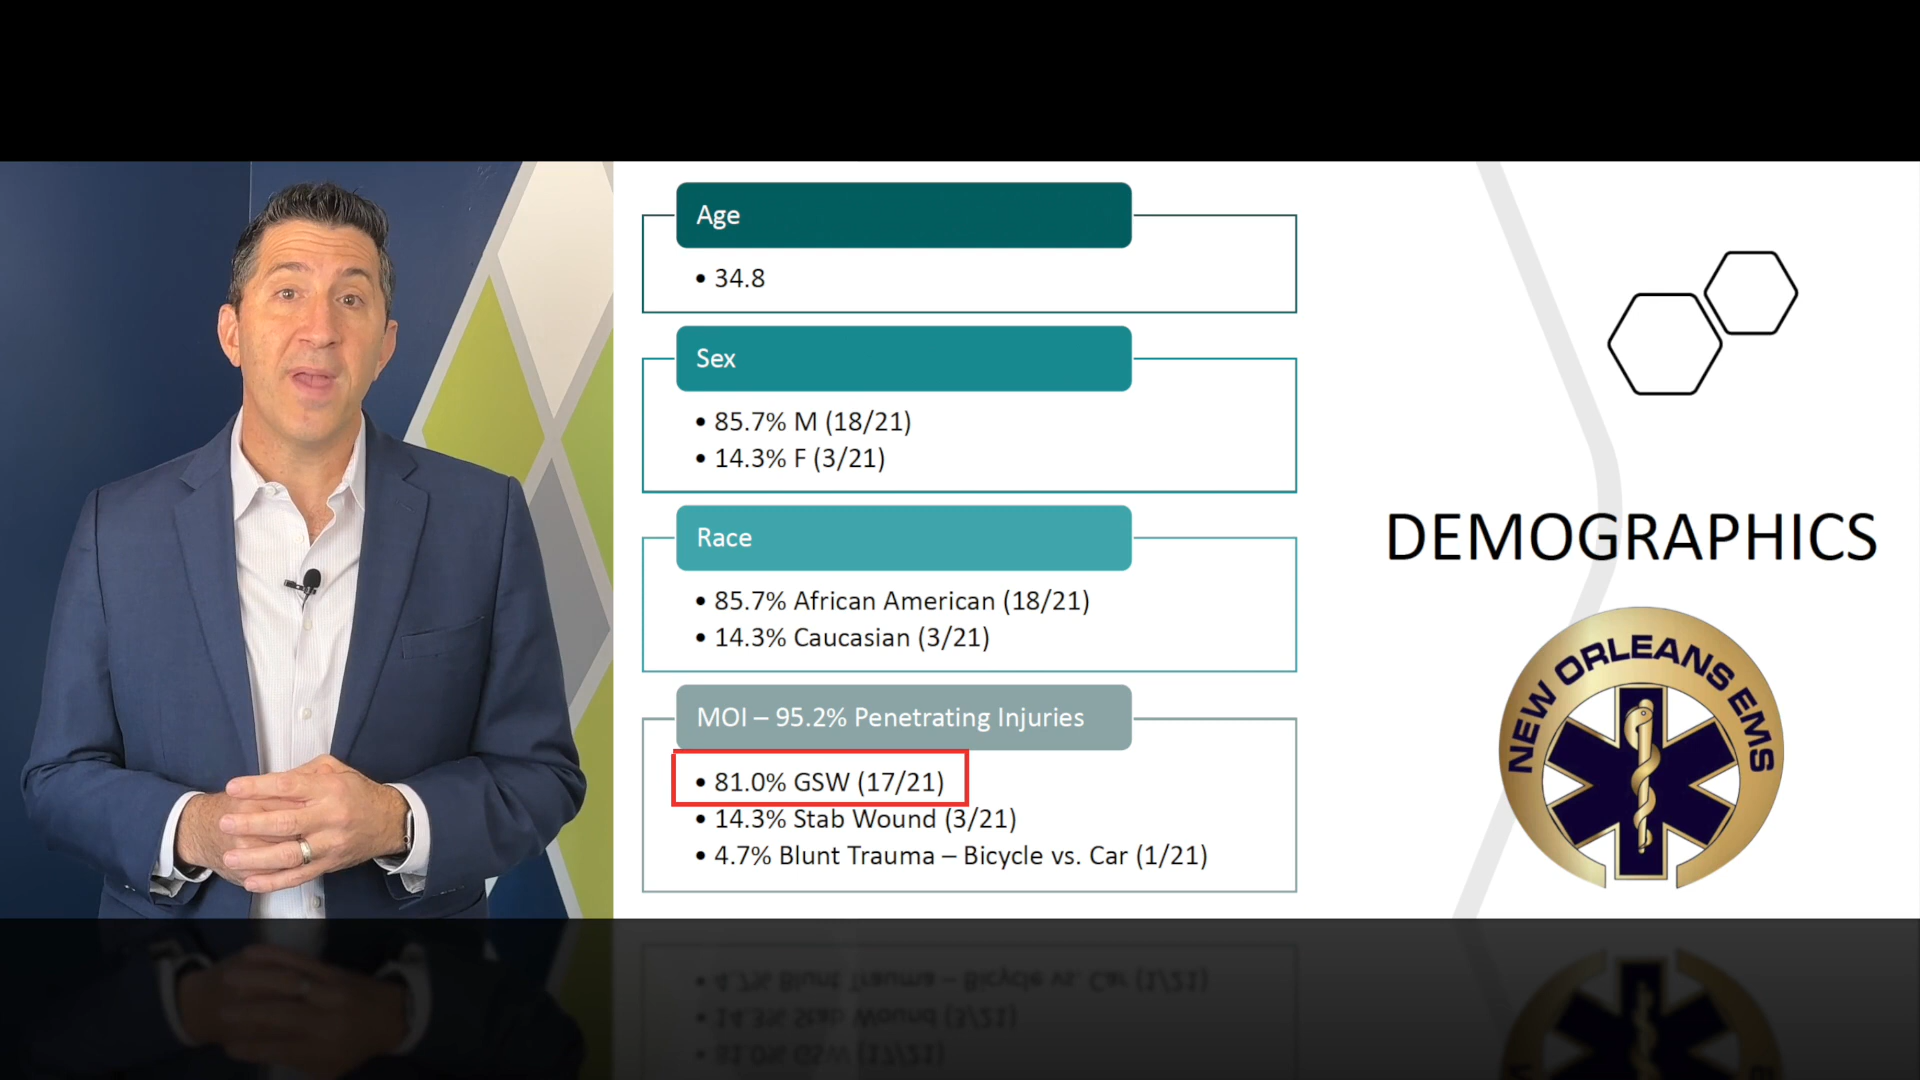 Age
• 34.8
Sex
• 85.7% M (18/21)
• 14.3% F (3/21)
Race
• 85.7% African American (18/21)
• 14.3% Caucasian (3/21)
MOI – 95.2% Penetrating Injuries
• 81.0% GSW (17/21)
• 14.3% Stab Wound (3/21)
• 4.7% Blunt Trauma – Bicycle vs. Car (1/21)
DEMOGRAPHICS
NEW ORLEANS EMS